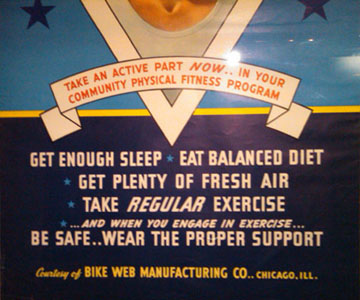 TAKE AN ACTIVE PART NOW.. IN YOUR
COMMUNITY PHYSICAL FITNESS PROGRAM
GET ENOUGH SLEEP ★ EAT BALANCED DIET
★ GET PLENTY OF FRESH AIR
★ TAKE REGULAR EXERCISE
★ ...AND WHEN YOU ENGAGE IN EXERCISE...
BE SAFE..WEAR THE PROPER SUPPORT
Courtesy of BIKE WEB MANUFACTURING CO.. CHICAGO, ILL.